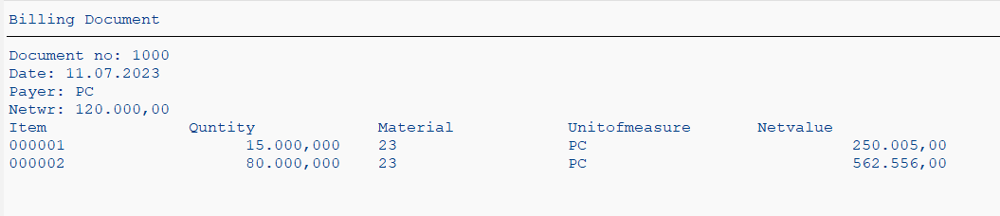 Billing Document
Document no: 1000
Date: 11.07.2023
Payer: PC
Netwr: 120.000,00
Item Quntity Material Unitofmeasure Netvalue
000001 15.000,000 23 PC 250.005,00
000002 80.000,000 23 PC 562.556,00